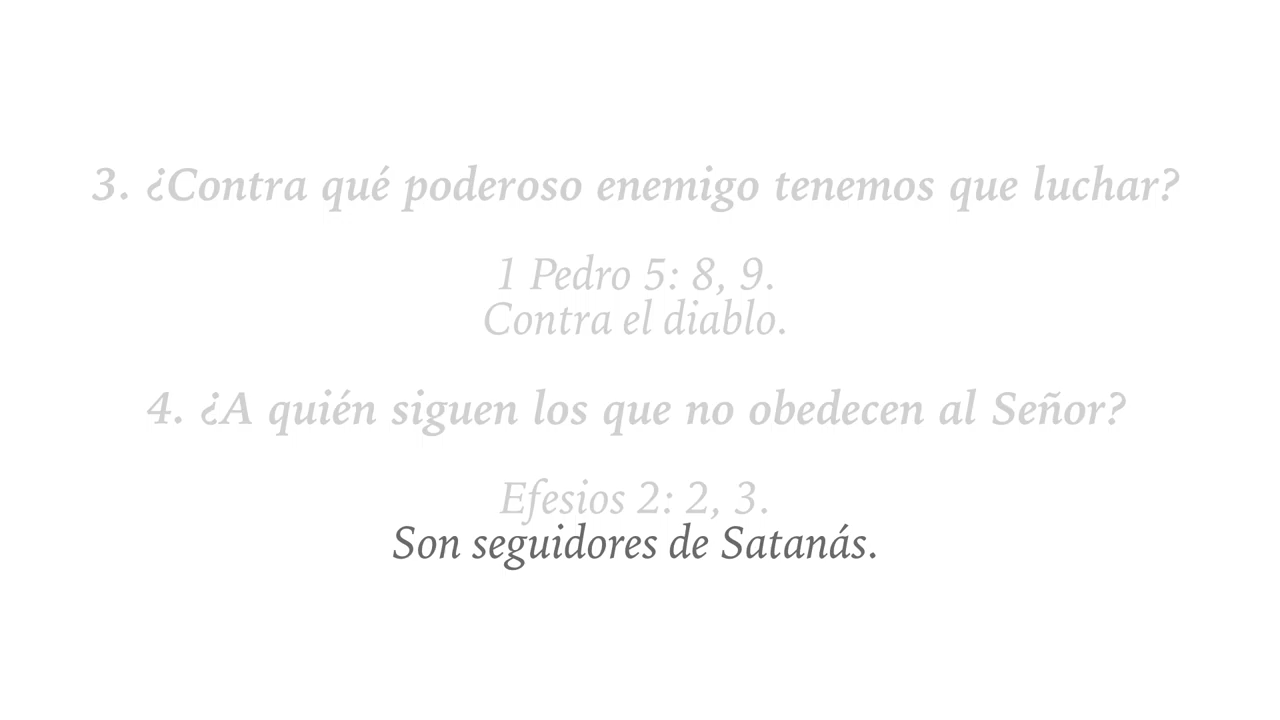 3. ¿Contra qué poderoso enemigo tenemos que luchar?
1 Pedro 5: 8, 9.
Contra el diablo.
4. ¿A quién siguen los que no obedecen al Señor?
Efesios 2: 2, 3.
Son seguidores de Satanás.